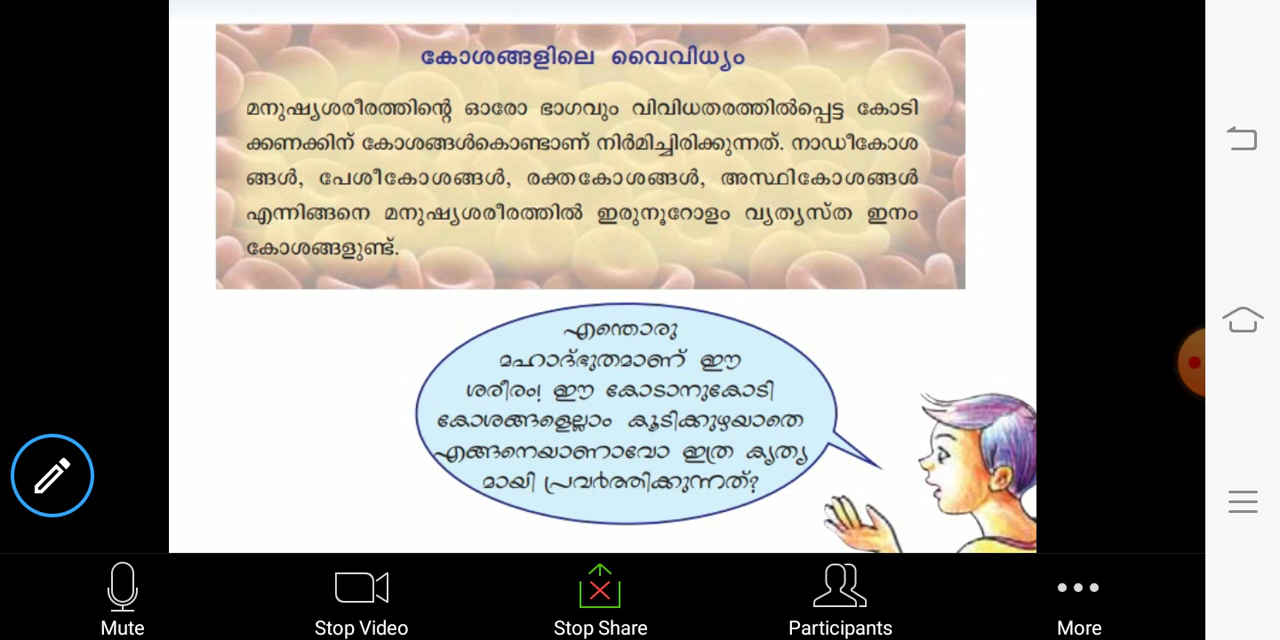 കോശങ്ങളിലെ വൈവിധ്യം
മനുഷ്യശരീരത്തിന്റെ ഓരോ ഭാഗവും വിവിധതരത്തിൽപ്പെട്ട കോടി
ക്കണക്കിന് കോശങ്ങൾകൊണ്ടാണ് നിർമിച്ചിരിക്കുന്നത്. നാഡീകോശ
ങ്ങൾ, പേശീകോശങ്ങൾ, രക്തകോശങ്ങൾ, അസ്ഥികോശങ്ങൾ
എന്നിങ്ങനെ മനുഷ്യശരീരത്തിൽ ഇരുനൂറോളം വ്യത്യസ്ത ഇനം
കോശങ്ങളുണ്ട്.
എന്തൊരു
മഹാദ്ഭുതമാണ് ഈ
ശരീരം! ഈ കോടാനുകോടി
കോശങ്ങളെല്ലാം കൂടിക്കുഴയാതെ
എങ്ങനെയാണാവോ ഇത്ര കൃത്യ
മായി പ്രവർത്തിക്കുന്നത്?
Mute Stop Video Stop Share Participants More